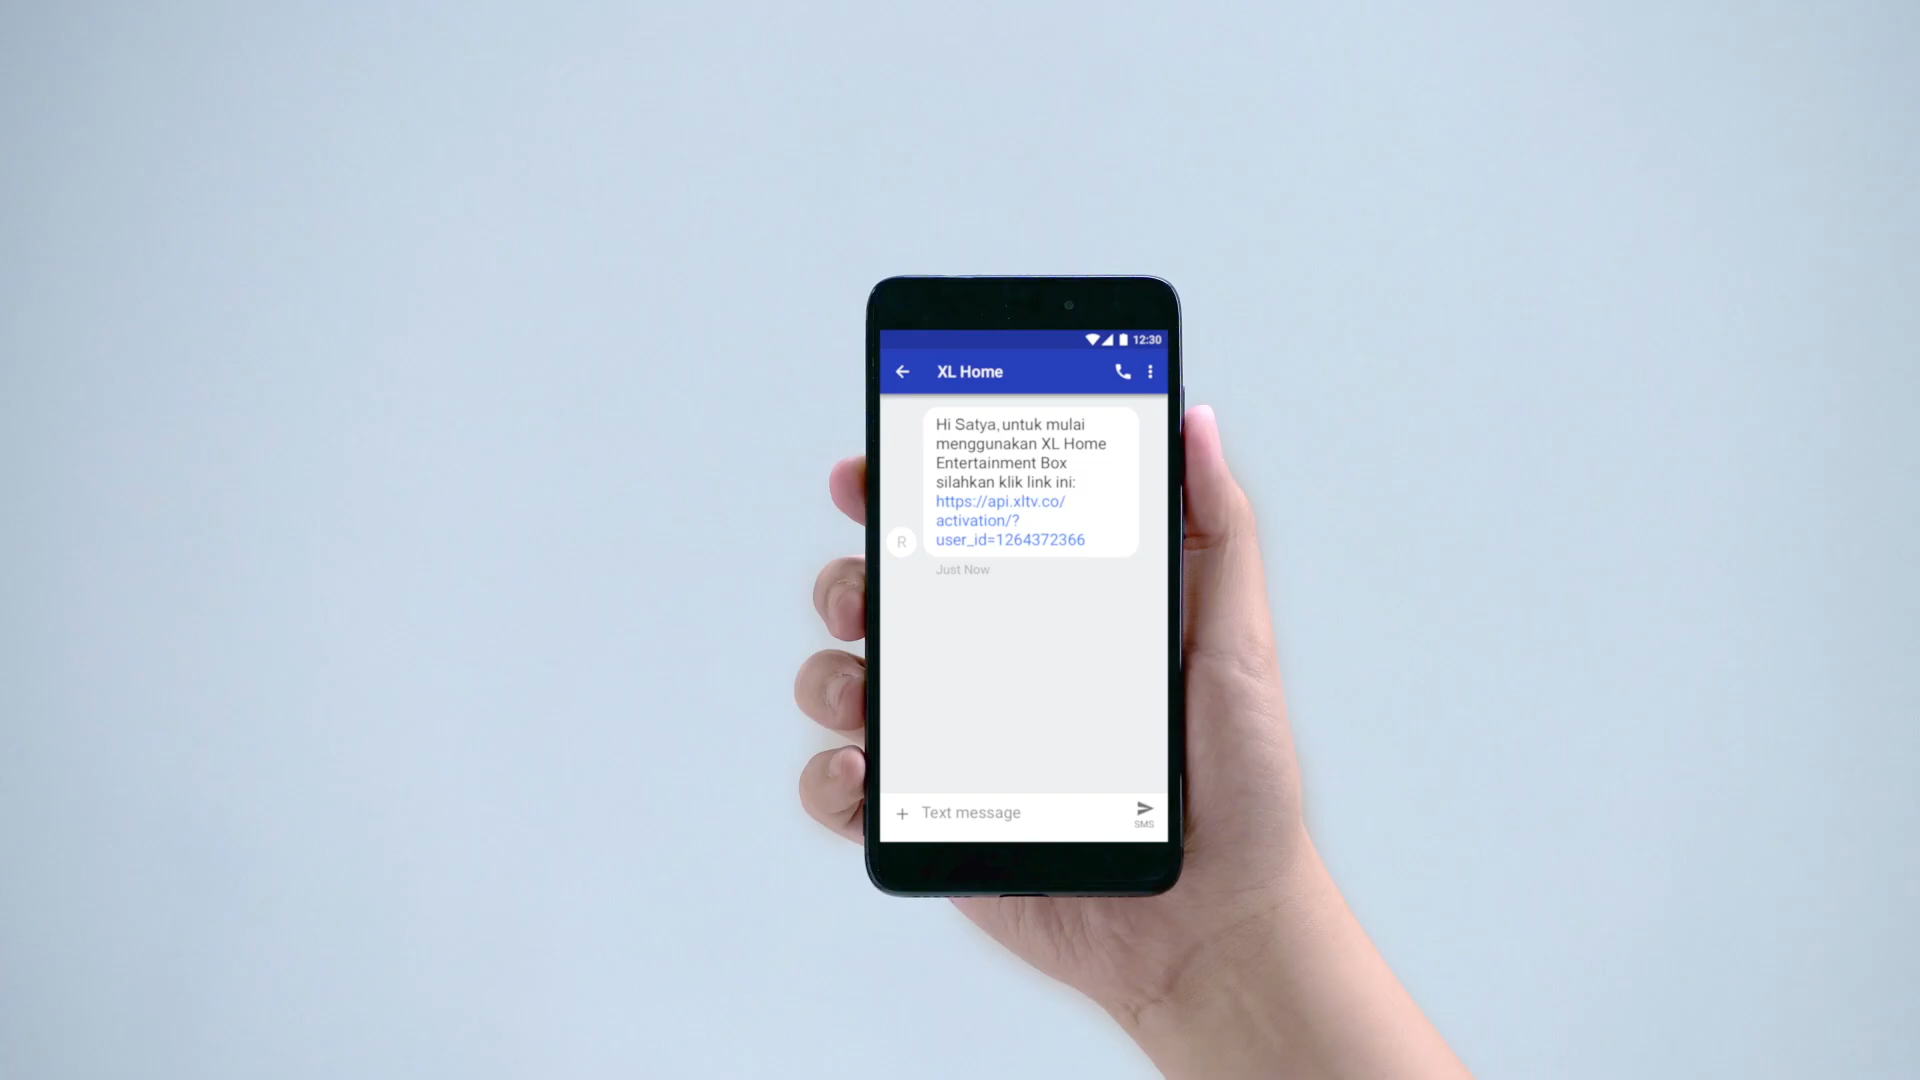 12:30
XL Home
Hi Satya,untuk mulai
menggunakan XL Home
Entertainment Box
silahkan klik link ini:
https://api.xltv.co/
activation/?
user_id=1264372366
R
Just Now
+ Text message
SMS